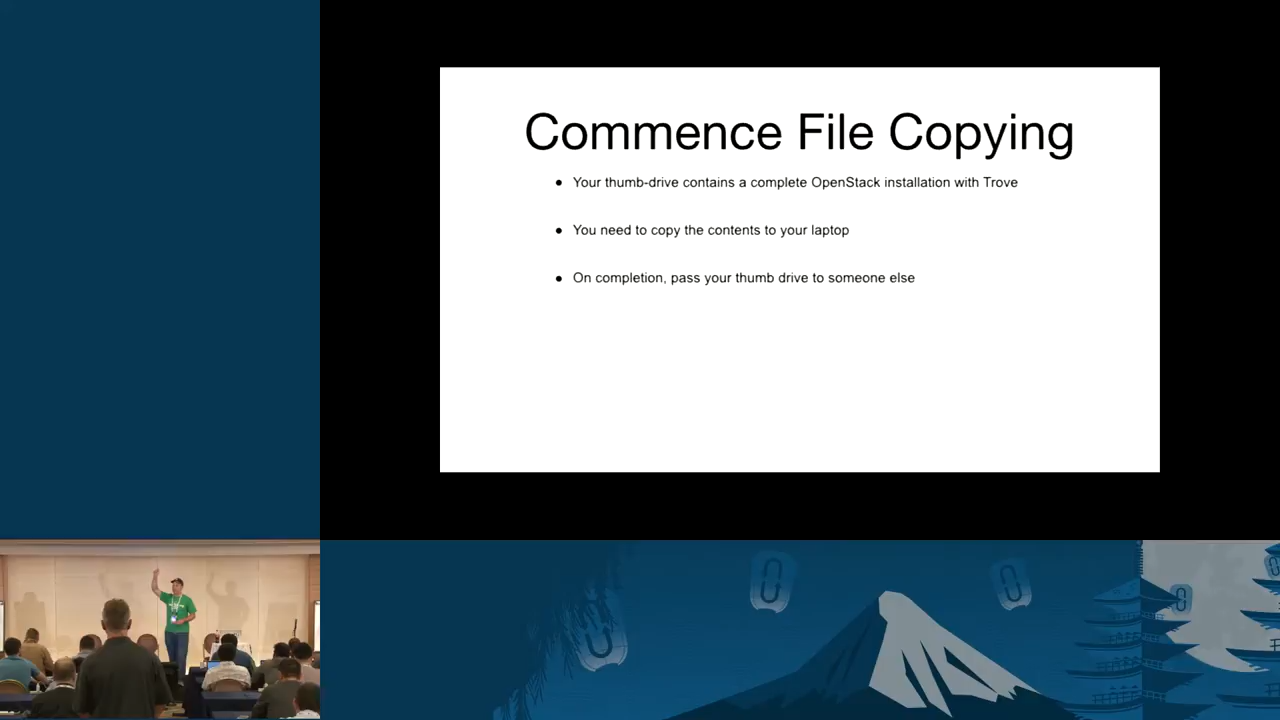 Commence File Copying
● Your thumb-drive contains a complete OpenStack installation with Trove
● You need to copy the contents to your laptop
● On completion, pass your thumb drive to someone else